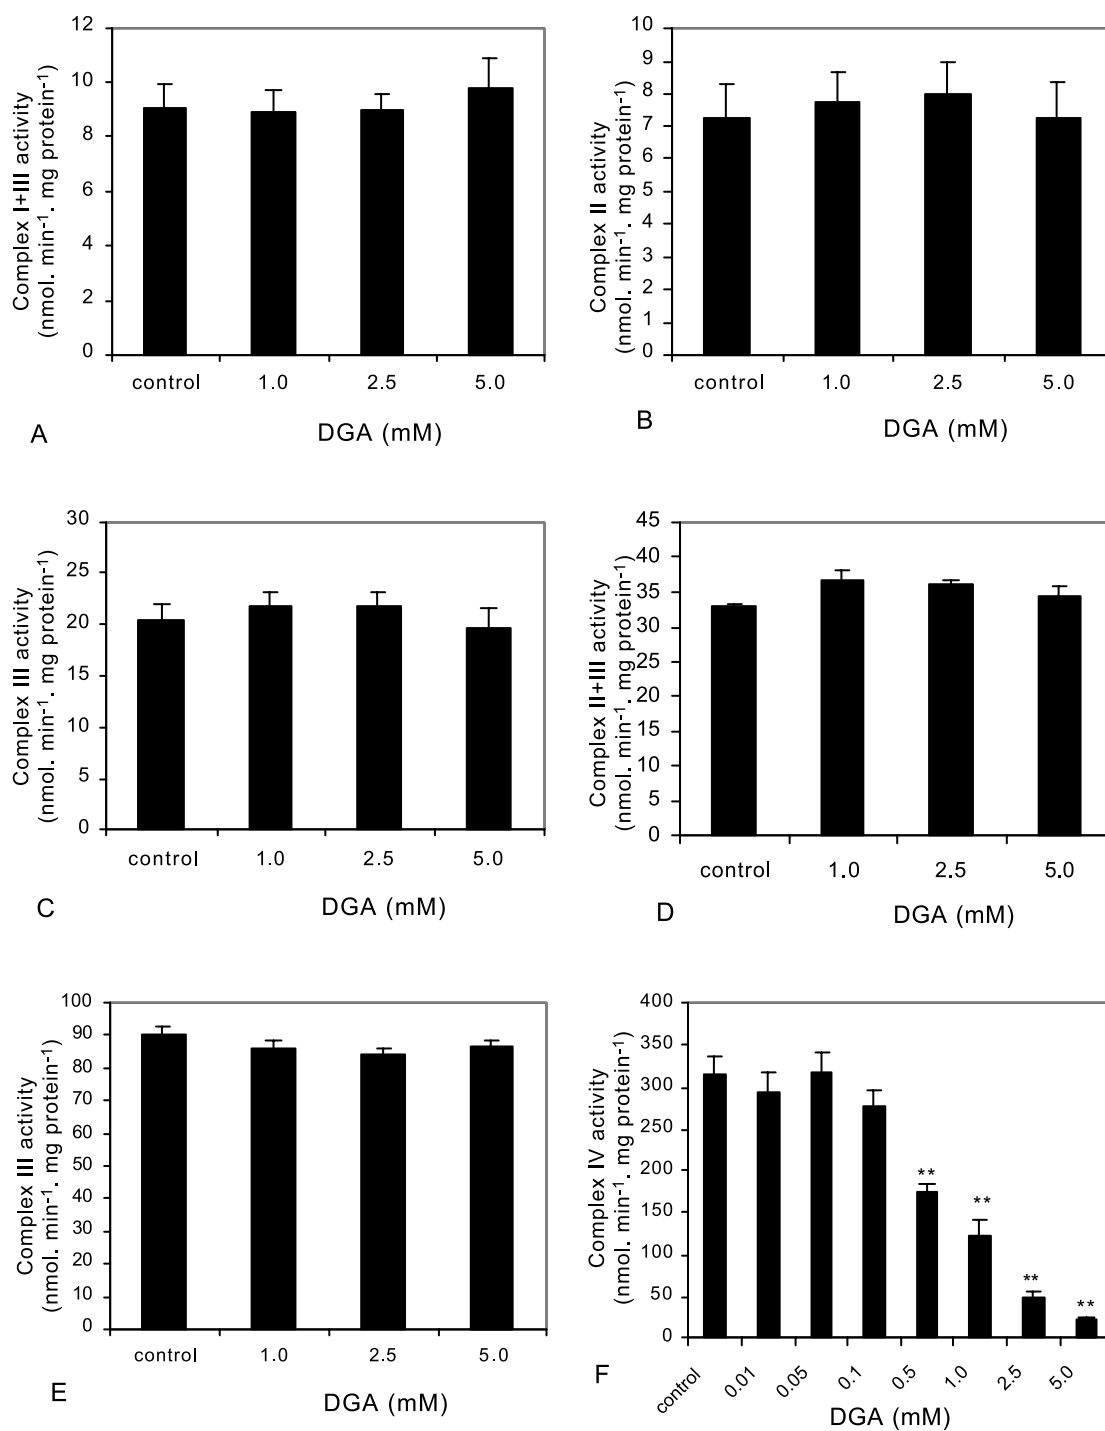 Complex I+III activity
(nmol. min-1. mg protein-1)
12
10
8
6
4
2
0
control 1.0 2.5 5.0
A
DGA (mM)
Complex II activity
(nmol. min-1. mg protein-1)
10
9
8
7
6
5
4
3
2
1
0
control 1.0 2.5 5.0
B
DGA (mM)
Complex III activity
(nmol. min-1. mg protein-1)
30
25
20
15
10
5
0
control 1.0 2.5 5.0
C
DGA (mM)
Complex II+III activity
(nmol. min-1. mg protein-1)
45
40
35
30
25
20
15
10
5
0
control 1.0 2.5 5.0
D
DGA (mM)
Complex III activity
(nmol. min-1. mg protein-1)
100
90
80
70
60
50
40
30
20
10
0
control 1.0 2.5 5.0
E
DGA (mM)
Complex IV activity
(nmol. min-1. mg protein-1)
400
350
300
250
200
150
100
50
0
** ** ** **
control 0.01 0.05 0.1 0.5 1.0 2.5 5.0
F
DGA (mM)